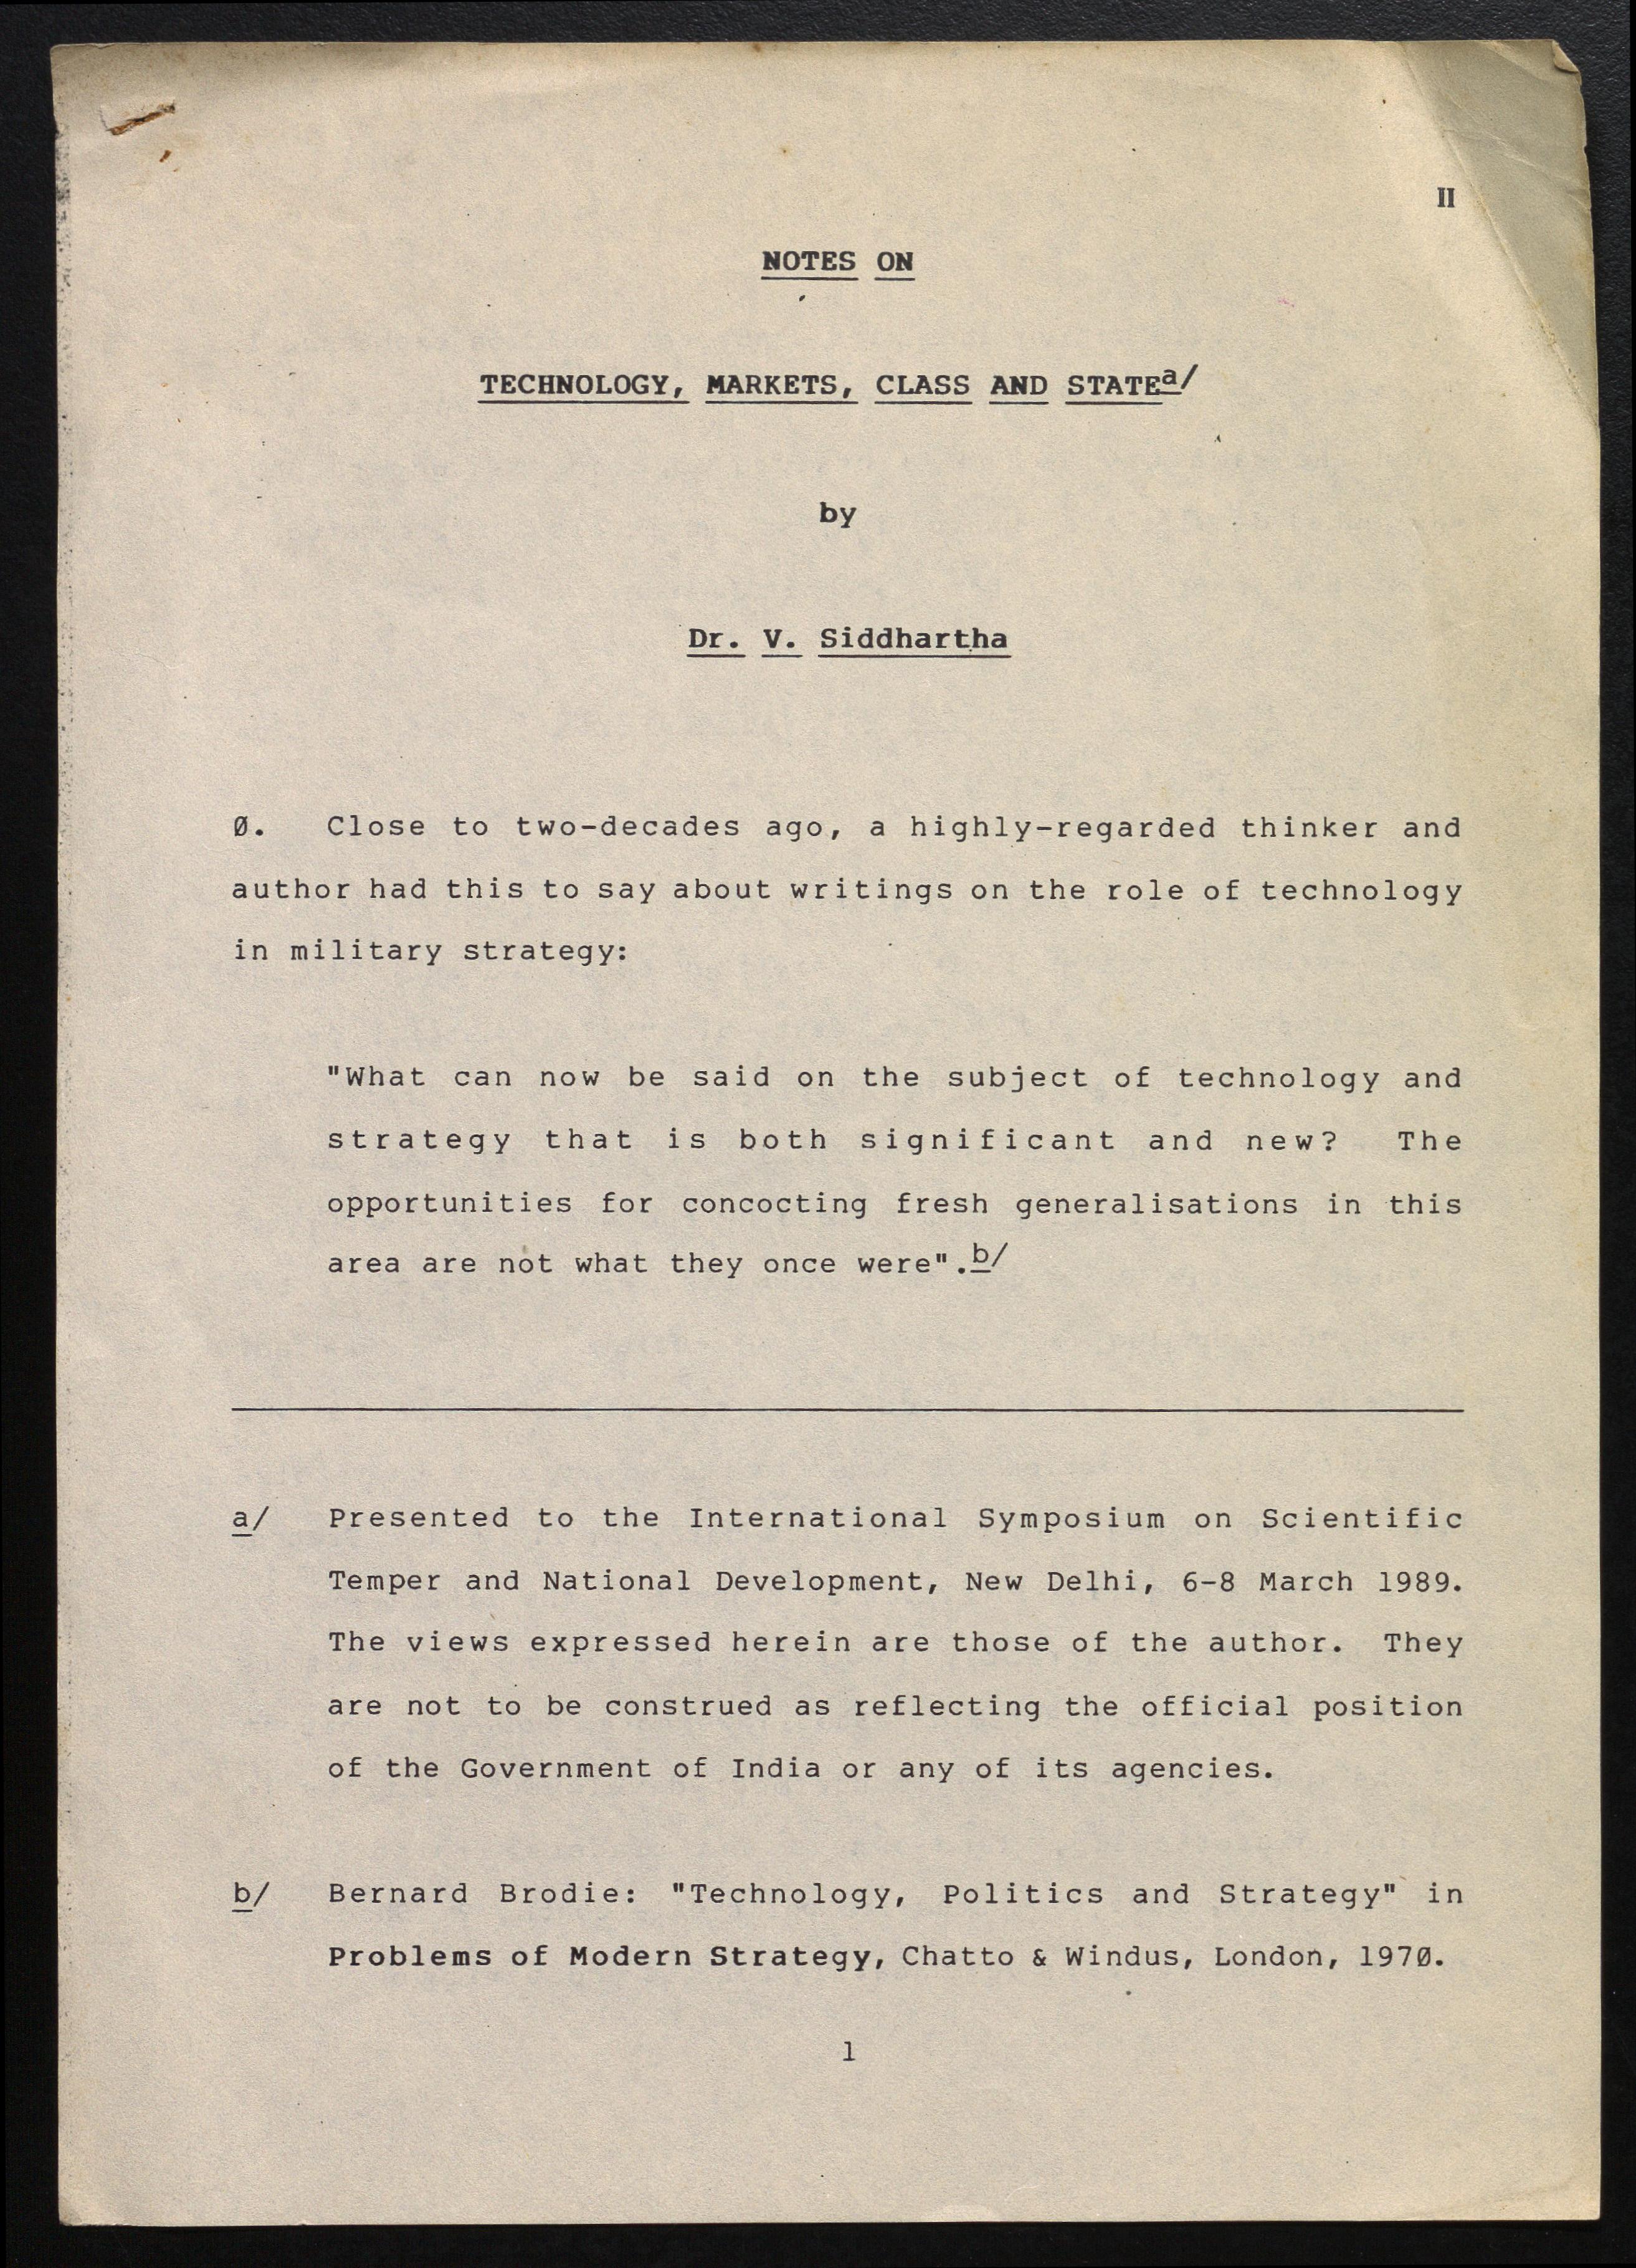 II
NOTES ON
TECHNOLOGY, MARKETS, CLASS AND STATEa/
by
Dr. V. Siddhartha
0. Close to two-decades ago, a highly-regarded thinker and
author had this to say about writings on the role of technology
in military strategy:
"What can now be said on the subject of technology and
strategy that is both significant and new? The
opportunities for concocting fresh generalisations in this
area are not what they once were".b/
a/ Presented to the International Symposium on Scientific
Temper and National Development, New Delhi, 6-8 March 1989.
The views expressed herein are those of the author. They
are not to be construed as reflecting the official position
of the Government of India or any of its agencies.
b/ Bernard Brodie: "Technology, Politics and Strategy" in
Problems of Modern Strategy, Chatto & Windus, London, 1970.
1